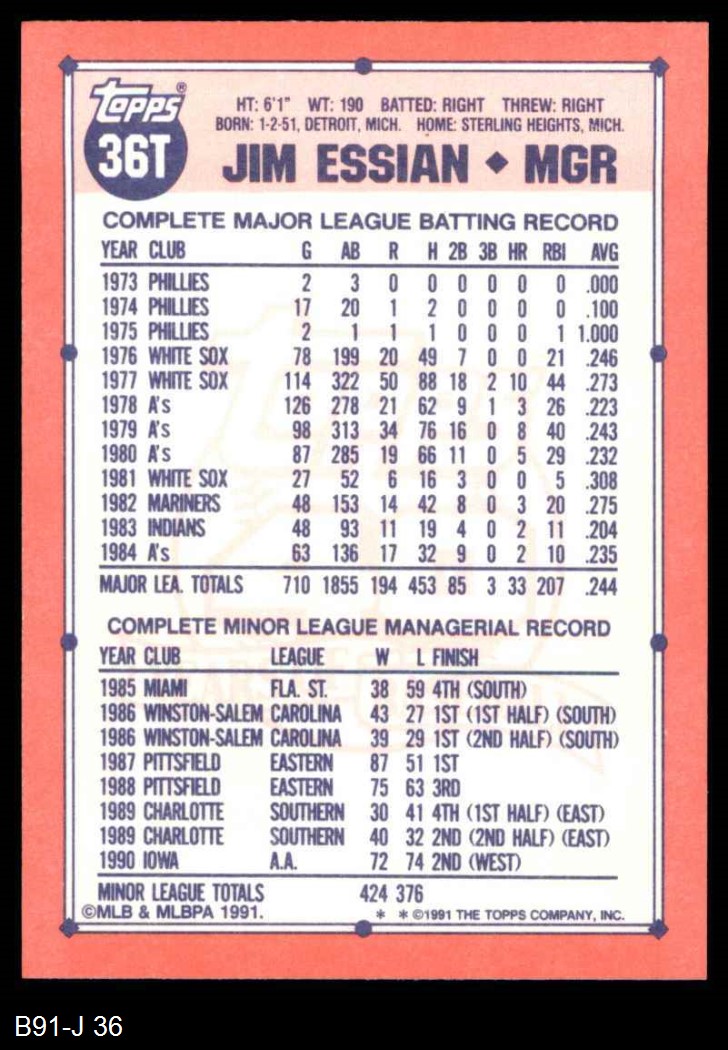 Topps®
36T
HT: 6'1" WT: 190 BATTED: RIGHT THREW: RIGHT
BORN: 1-2-51, DETROIT, MICH. HOME: STERLING HEIGHTS, MICH.
JIM ESSIAN ◆ MGR
COMPLETE MAJOR LEAGUE BATTING RECORD
YEAR CLUB G AB R H 2B 3B HR RBI AVG
1973 PHILLIES 2 3 0 0 0 0 0 0 .000
1974 PHILLIES 17 20 1 2 0 0 0 0 .100
1975 PHILLIES 2 1 1 1 0 0 0 1 1.000
1976 WHITE SOX 78 199 20 49 7 0 0 21 .246
1977 WHITE SOX 114 322 50 88 18 2 10 44 .273
1978 A's 126 278 21 62 9 1 3 26 .223
1979 A's 98 313 34 76 16 0 8 40 .243
1980 A's 87 285 19 66 11 0 5 29 .232
1981 WHITE SOX 27 52 6 16 3 0 0 5 .308
1982 MARINERS 48 153 14 42 8 0 3 20 .275
1983 INDIANS 48 93 11 19 4 0 2 11 .204
1984 A's 63 136 17 32 9 0 2 10 .235
MAJOR LEA. TOTALS 710 1855 194 453 85 3 33 207 .244
COMPLETE MINOR LEAGUE MANAGERIAL RECORD
YEAR CLUB LEAGUE W L FINISH
1985 MIAMI FLA. ST. 38 59 4TH (SOUTH)
1986 WINSTON-SALEM CAROLINA 43 27 1ST (1ST HALF) (SOUTH)
1986 WINSTON-SALEM CAROLINA 39 29 1ST (2ND HALF) (SOUTH)
1987 PITTSFIELD EASTERN 87 51 1ST
1988 PITTSFIELD EASTERN 75 63 3RD
1989 CHARLOTTE SOUTHERN 30 41 4TH (1ST HALF) (EAST)
1989 CHARLOTTE SOUTHERN 40 32 2ND (2ND HALF) (EAST)
1990 IOWA A.A. 72 74 2ND (WEST)
MINOR LEAGUE TOTALS 424 376
©MLB & MLBPA 1991. * * ©1991 THE TOPPS COMPANY, INC.
B91-J 36